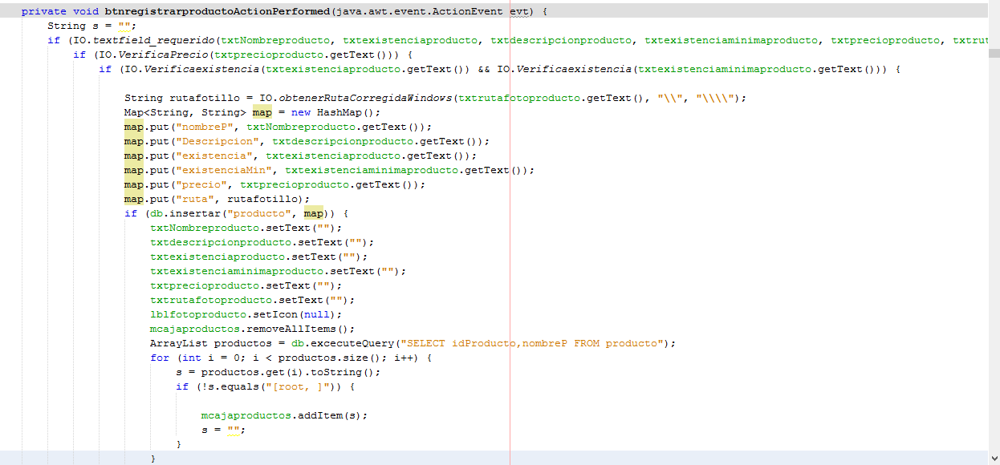 private void btnregistrarproductoActionPerformed(java.awt.event.ActionEvent evt) {
String s = "";
if (IO.textfield_requerido(txtNombreproducto, txtexistenciaproducto, txtdescripcionproducto, txtexistenciaminimaproducto, txtprecioproducto, txtrut
if (IO.VerificaPrecio(txtprecioproducto.getText())) {
if (IO.Verificaexistencia(txtexistenciaproducto.getText()) && IO.Verificaexistencia(txtexistenciaminimaproducto.getText())) {
String rutafotillo = IO.obtenerRutaCorregidaWindows(txtrutafotoproducto.getText(), "\\", "\\\\");
Map<String, String> map = new HashMap();
map.put("nombreP", txtNombreproducto.getText());
map.put("Descripcion", txtdescripcionproducto.getText());
map.put("existencia", txtexistenciaproducto.getText());
map.put("existenciaMin", txtexistenciaminimaproducto.getText());
map.put("precio", txtprecioproducto.getText());
map.put("ruta", rutafotillo);
if (db.insertar("producto", map)) {
txtNombreproducto.setText("");
txtdescripcionproducto.setText("");
txtexistenciaproducto.setText("");
txtexistenciaminimaproducto.setText("");
txtprecioproducto.setText("");
txtrutafotoproducto.setText("");
lblfotoproducto.setIcon(null);
mcajaproductos.removeAllItems();
ArrayList productos = db.excecuteQuery("SELECT idProducto,nombreP FROM producto");
for (int i = 0; i < productos.size(); i++) {
s = productos.get(i).toString();
if (!s.equals("[root, ]")) {
mcajaproductos.addItem(s);
s = "";
}
}